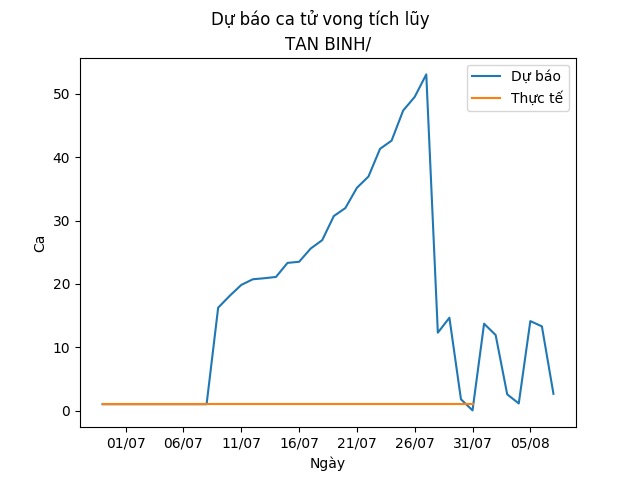 Dự báo ca tử vong tích lũy
TAN BINH/
Dự báo
Thực tế
Ca
50
40
30
20
10
0
01/07 06/07 11/07 16/07 21/07 26/07 31/07 05/08
Ngày